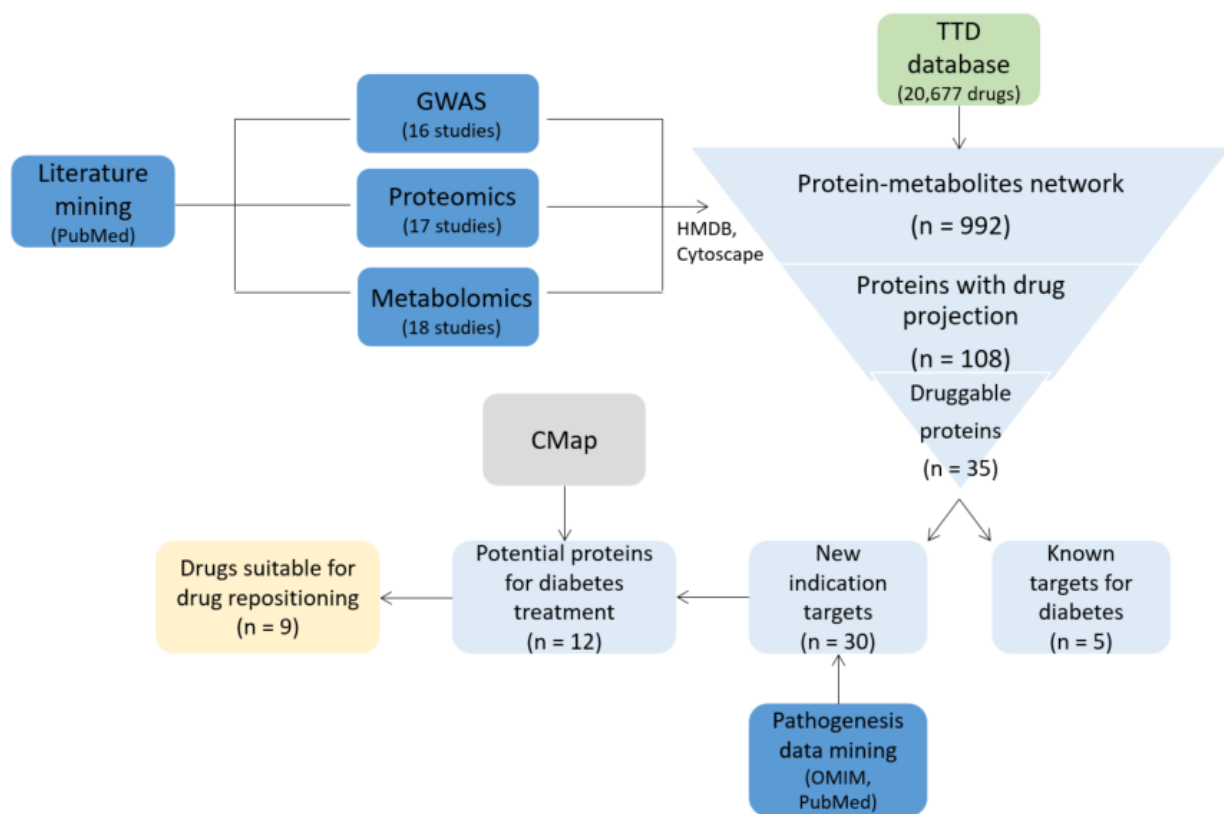 TTD
database
(20,677 drugs)
GWAS
(16 studies)
Literature
mining
(PubMed)
Proteomics
(17 studies)
Metabolomics
(18 studies)
HMDB,
Cytoscape
Protein-metabolites network
(n = 992)
Proteins with drug
projection
(n = 108)
Druggable
proteins
(n = 35)
CMap
Drugs suitable for
drug repositioning
(n = 9)
Potential proteins
for diabetes
treatment
(n = 12)
New
indication
targets
(n = 30)
Known
targets for
diabetes
(n = 5)
Pathogenesis
data mining
(OMIM,
PubMed)